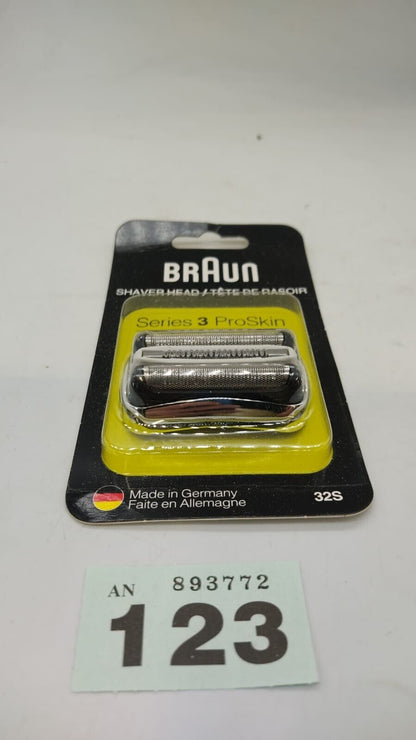 BRAUN
SHAVER HEAD / TÊTE DE RASOIR
Series 3 ProSkin
Made in Germany
Faite en Allemagne
32S
AN 893772
123